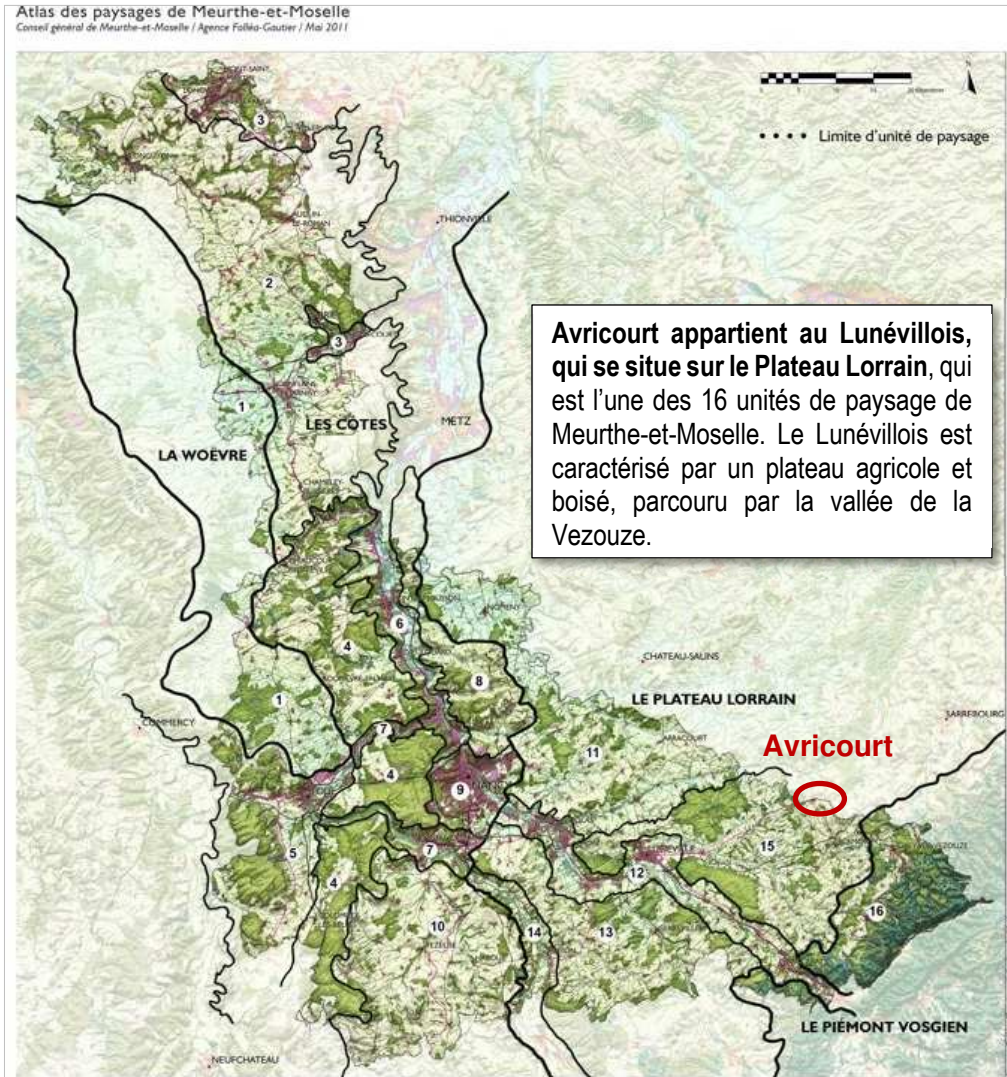 Atlas des paysages de Meurthe-et-Moselle
Conseil général de Meurthe-et-Moselle / Agence Folléa-Gautier / Mai 2011
N
Limite d'unité de paysage
3
THIONVILLE
2
Avricourt appartient au Lunévillois,
qui se situe sur le Plateau Lorrain, qui
est l'une des 16 unités de paysage de
Meurthe-et-Moselle. Le Lunévillois est
caractérisé par un plateau agricole et
boisé, parcouru par la vallée de la
Vezouze.
3
1
LES COTES
METZ
LA WOËVRE
6
NOMENY
4
CHATEAU-SALINS
8
1
LE PLATEAU LORRAIN
COMMERCY
SARREBOURG
7
11
ARRACOURT
Avricourt
4
9
15
7
5
12
4
16
10
14
13
LE PIÉMONT VOSGIEN
NEUFCHATEAU